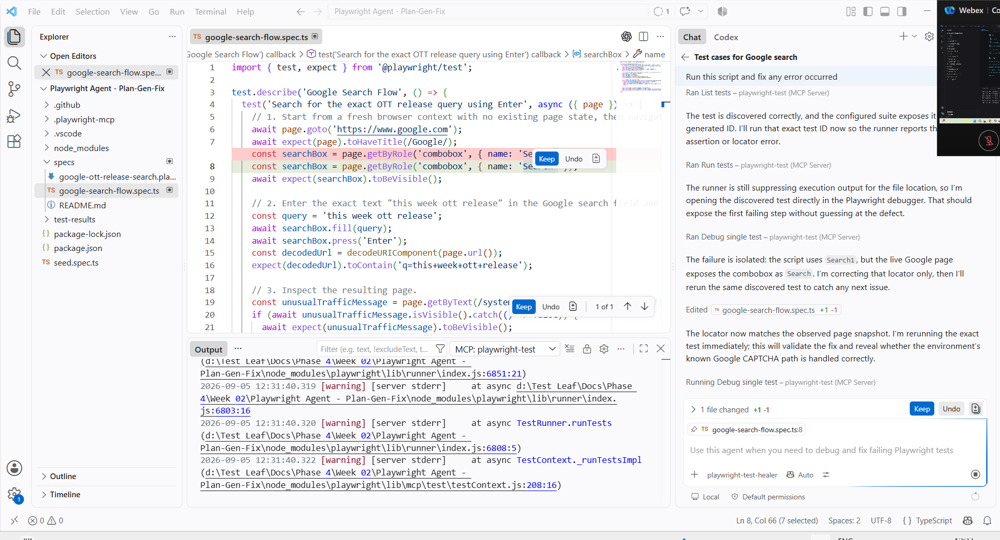 File Edit Selection View Go Run Terminal Help
Playwright Agent - Plan-Gen-Fix
1
Webex
Explorer
Open Editors
TS google-search-flow.spe...
Playwright Agent - Plan-Gen-Fix
.github
.playwright-mcp
.vscode
node_modules
specs
google-ott-release-search.pla...
TS google-search-flow.spec.ts
README.md
test-results
{} package-lock.json
{} package.json
TS seed.spec.ts
Outline
Timeline
1
TS google-search-flow.spec.ts
Google Search Flow') callback > test('Search for the exact OTT release query using Enter') callback > searchBox > name
1 import { test, expect } from '@playwright/test';
2
3 test.describe('Google Search Flow', () => {
4 test('Search for the exact OTT release query using Enter', async ({ page }) => {
5 // 1. Start from a fresh browser context with no existing page state, then navigat
6 await page.goto('https://www.google.com');
7 await expect(page).toHaveTitle(/Google/);
const searchBox = page.getByRole('combobox', { name: 'Se
Keep Undo
8 const searchBox = page.getByRole('combobox', { name: 'Search' });
9 await expect(searchBox).toBeVisible();
10
11 // 2. Enter the exact text "this week ott release" in the Google search field and
12 const query = 'this week ott release';
13 await searchBox.fill(query);
14 await searchBox.press('Enter');
15 const decodedUrl = decodeURIComponent(page.url());
16 expect(decodedUrl).toContain('q=this+week+ott+release');
17
18 // 3. Inspect the resulting page.
19 const unusualTrafficMessage = page.getByText(/system
Keep Undo 1 of 1
20 if (await unusualTrafficMessage.isVisible().catch(()
21 await expect(unusualTrafficMessage).toBeVisible();
Output ... Filter (e.g. text, !excludeText, t... MCP: playwright-test
(d:\Test Leaf\Docs\Phase 4\Week 02\Playwright Agent -
Plan-Gen-Fix\node_modules\playwright\lib\runner\index.js:6851:21)
2026-09-05 12:31:40.319 [warning] [server stderr] at async d:\Test Leaf\Docs\Phase
4\Week 02\Playwright Agent - Plan-Gen-Fix\node_modules\playwright\lib\runner\index.
js:6803:16
2026-09-05 12:31:40.320 [warning] [server stderr] at async TestRunner.runTests
(d:\Test Leaf\Docs\Phase 4\Week 02\Playwright Agent -
Plan-Gen-Fix\node_modules\playwright\lib\runner\index.js:6808:5)
2026-09-05 12:31:40.322 [warning] [server stderr] at async TestContext._runTestsImpl
(d:\Test Leaf\Docs\Phase 4\Week 02\Playwright Agent -
Plan-Gen-Fix\node_modules\playwright\lib\mcp\test\testContext.js:208:16)
Chat Codex
Test cases for Google search
Run this script and fix any error occurred
Ran List tests – playwright-test (MCP Server)
The test is discovered correctly, and the configured suite exposes it
generated ID. I'll run that exact test ID now so the runner reports th
assertion or locator error.
Ran Run tests – playwright-test (MCP Server)
The runner is still suppressing execution output for the file location, so I'm
opening the discovered test directly in the Playwright debugger. That should
expose the first failing step without guessing at the defect.
Ran Debug single test – playwright-test (MCP Server)
The failure is isolated: the script uses Search1, but the live Google page
exposes the combobox as Search. I'm correcting that locator only, then I'll
rerun the same discovered test to catch any next issue.
Edited TS google-search-flow.spec.ts +1 -1
The locator now matches the observed page snapshot. I'm rerunning the exact
test immediately; this will validate the fix and reveal whether the environment's
known Google CAPTCHA path is handled correctly.
Running Debug single test – playwright-test (MCP Server)
1 file changed +1 -1 Keep Undo
TS google-search-flow.spec.ts:8
Use this agent when you need to debug and fix failing Playwright tests
playwright-test-healer Auto
Local Default permissions
0 0
Ln 8, Col 66 (7 selected) Spaces: 2 UTF-8 {} TypeScript